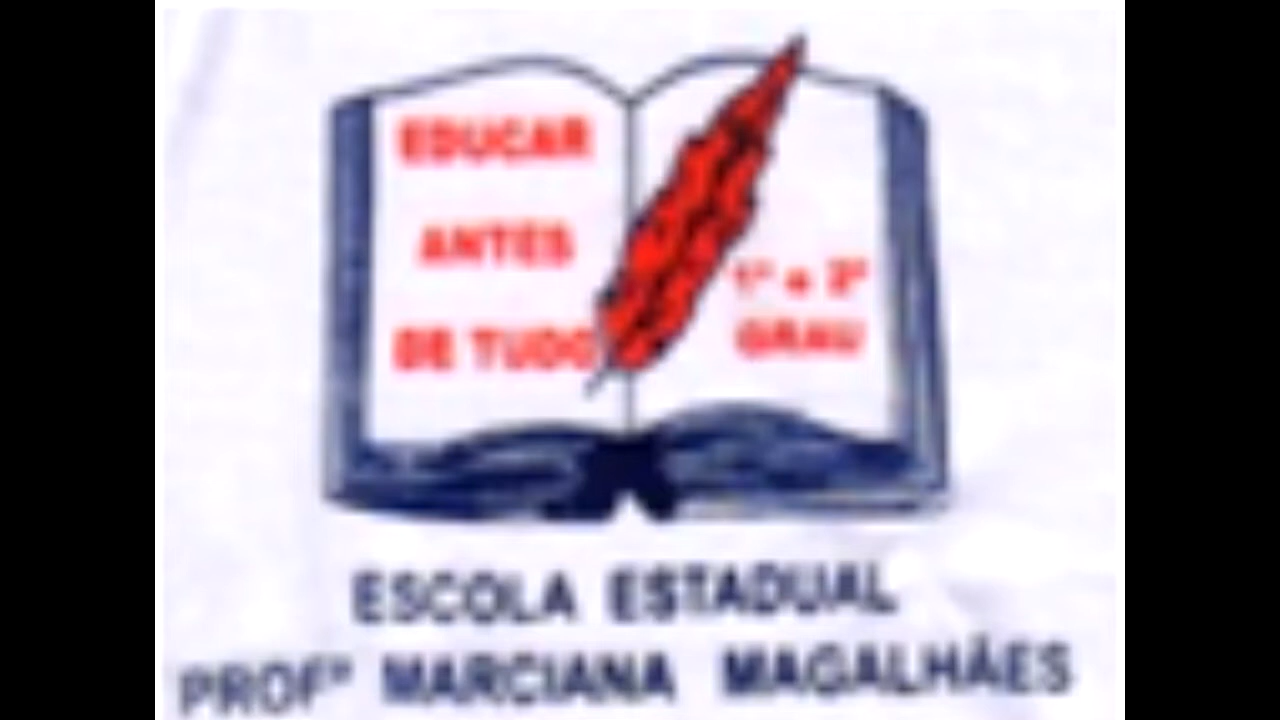 EDUCAR
ANTES
DE TUDO
1º e 2º
GRAU
ESCOLA ESTADUAL
PROFª MARCIANA MAGALHÃES